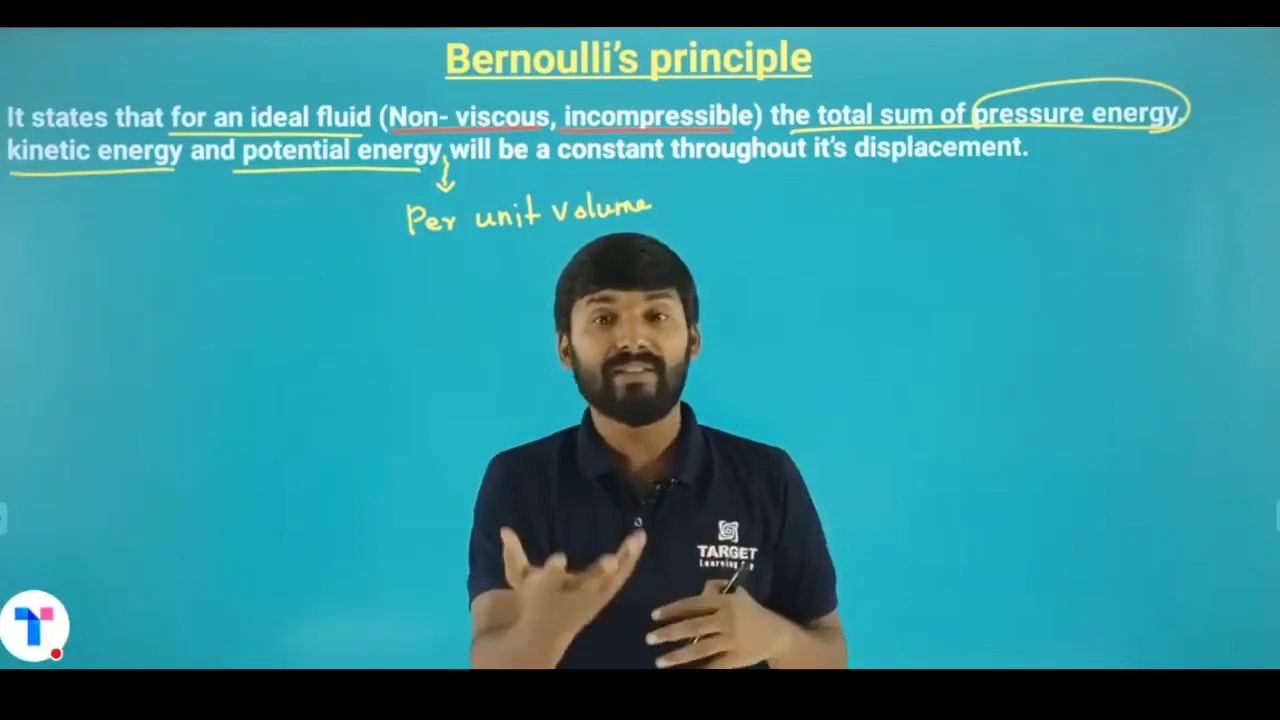 Bernoulli's principle
It states that for an ideal fluid (Non- viscous, incompressible) the total sum of pressure energy,
kinetic energy and potential energy, will be a constant throughout it's displacement.
Per unit volume
TARGET
Learning